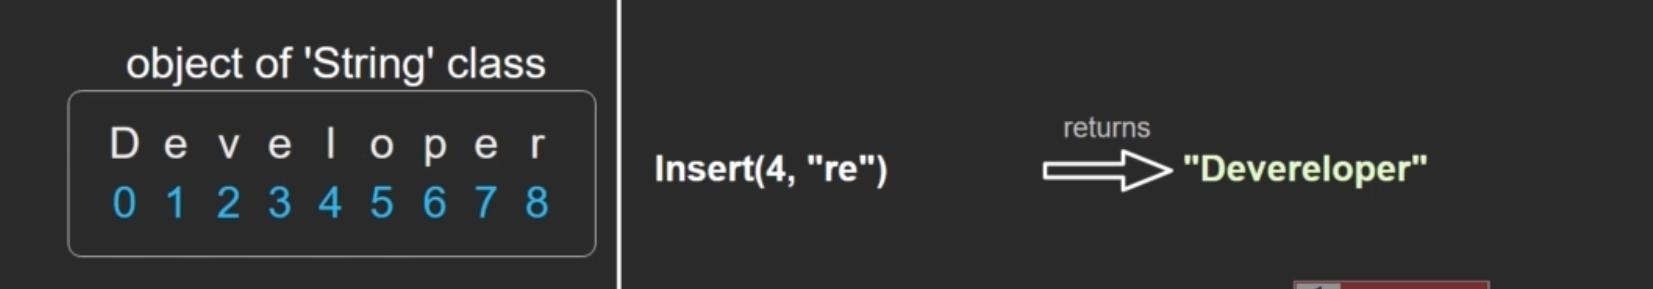 object of 'String' class
D e v e l o p e r
0 1 2 3 4 5 6 7 8
Insert(4, "re")
returns
"Devereloper"